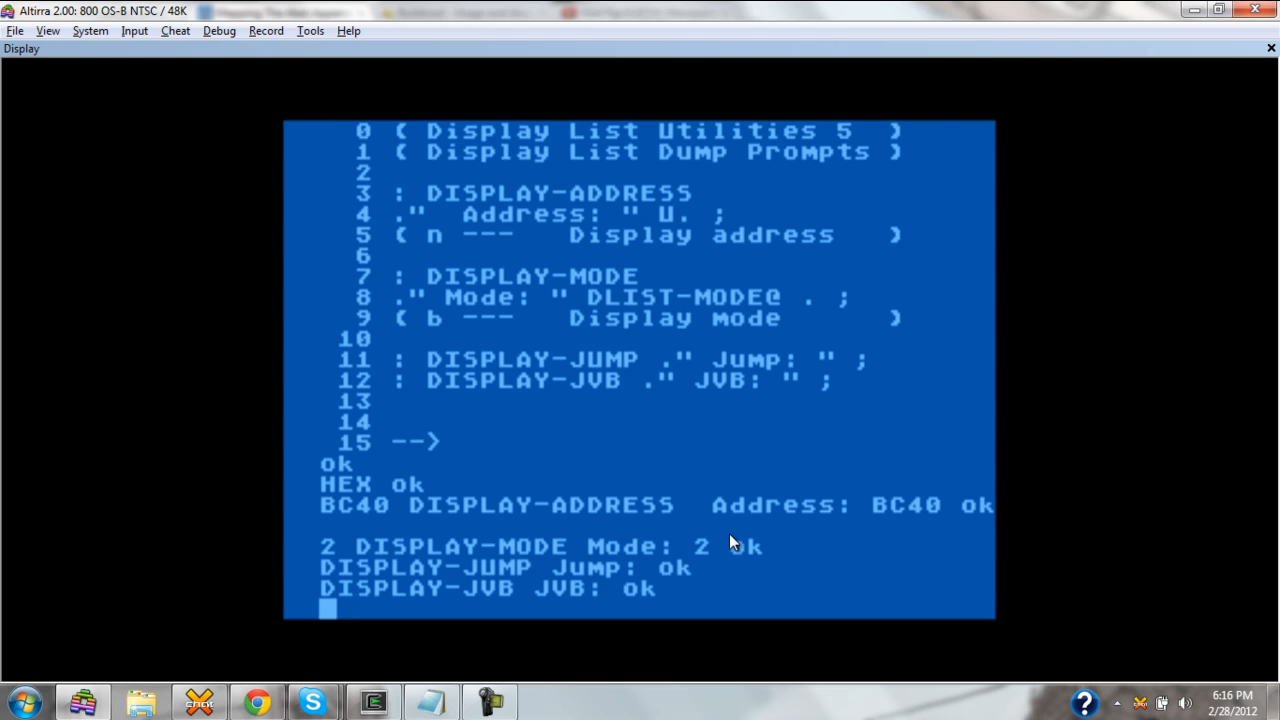 Altirra 2.00: 800 OS-B NTSC / 48K
File View System Input Cheat Debug Record Tools Help
Display
0 ( Display List Utilities 5 )
1 ( Display List Dump Prompts )
2
3 : DISPLAY-ADDRESS
4 ." Address: " U. ;
5 ( n --- Display address )
6
7 : DISPLAY-MODE
8 ." Mode: " DLIST-MODE@ . ;
9 ( b --- Display mode )
10
11 : DISPLAY-JUMP ." Jump: " ;
12 : DISPLAY-JVB ." JVB: " ;
13
14
15 -->
ok
HEX ok
BC40 DISPLAY-ADDRESS Address: BC40 ok
2 DISPLAY-MODE Mode: 2 ok
DISPLAY-JUMP Jump: ok
DISPLAY-JVB JVB: ok
6:16 PM
2/28/2012